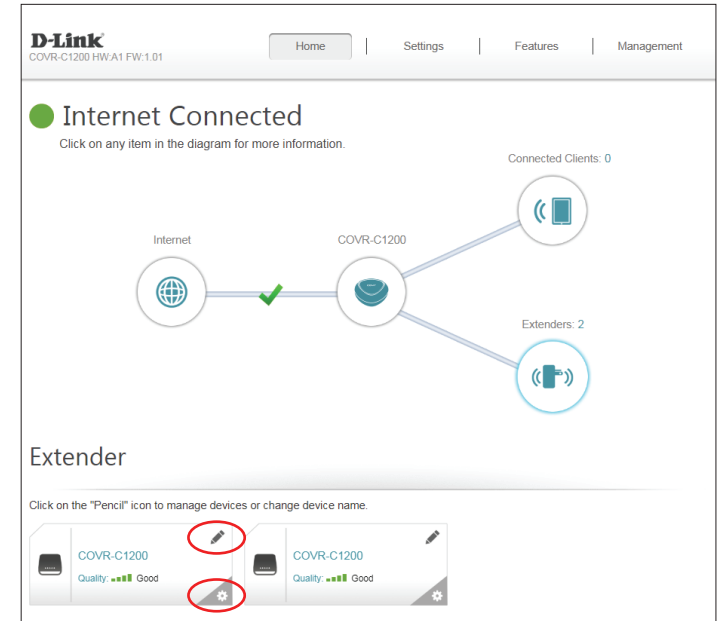 D-Link
COVR-C1200 HW:A1 FW:1.01
Home Settings Features Management
Internet Connected
Click on any item in the diagram for more information.
Connected Clients: 0
Internet
COVR-C1200
Extenders: 2
Extender
Click on the "Pencil" icon to manage devices or change device name.
COVR-C1200
Quality: Good
COVR-C1200
Quality: Good